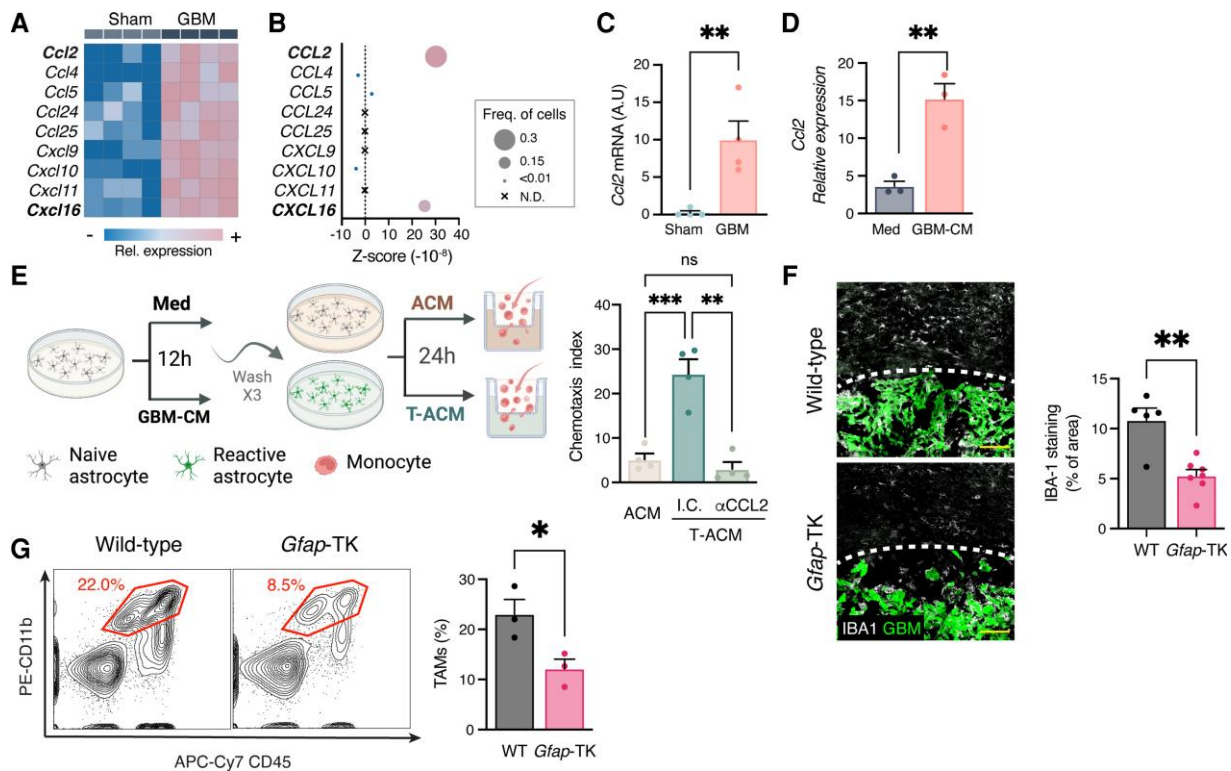 A
Sham GBM
Ccl2
Ccl4
Ccl5
Ccl24
Ccl25
Cxcl9
Cxcl10
Cxcl11
Cxcl16
- +
Rel. expression
B
CCL2
CCL4
CCL5
CCL24
CCL25
CXCL9
CXCL10
CXCL11
CXCL16
-10 0 10 20 30 40
Z-score (-10⁻⁸)
Freq. of cells
0.3
0.15
<0.01
× N.D.
C
**
Ccl2 mRNA (A.U)
20
15
10
5
0
Sham GBM
D
**
Ccl2
Relative expression
20
15
10
5
0
Med GBM-CM
E
Med
12h
GBM-CM
Wash
X3
ACM
24h
T-ACM
Naive
astrocyte
Reactive
astrocyte
Monocyte
ns
*** **
Chemotaxis index
40
30
20
10
0
ACM I.C. αCCL2
T-ACM
F
Wild-type
Gfap-TK
IBA1 GBM
**
IBA-1 staining
(% of area)
15
10
5
0
WT Gfap-TK
G
Wild-type Gfap-TK
22.0% 8.5%
PE-CD11b
APC-Cy7 CD45
*
TAMs (%)
30
20
10
0
WT Gfap-TK